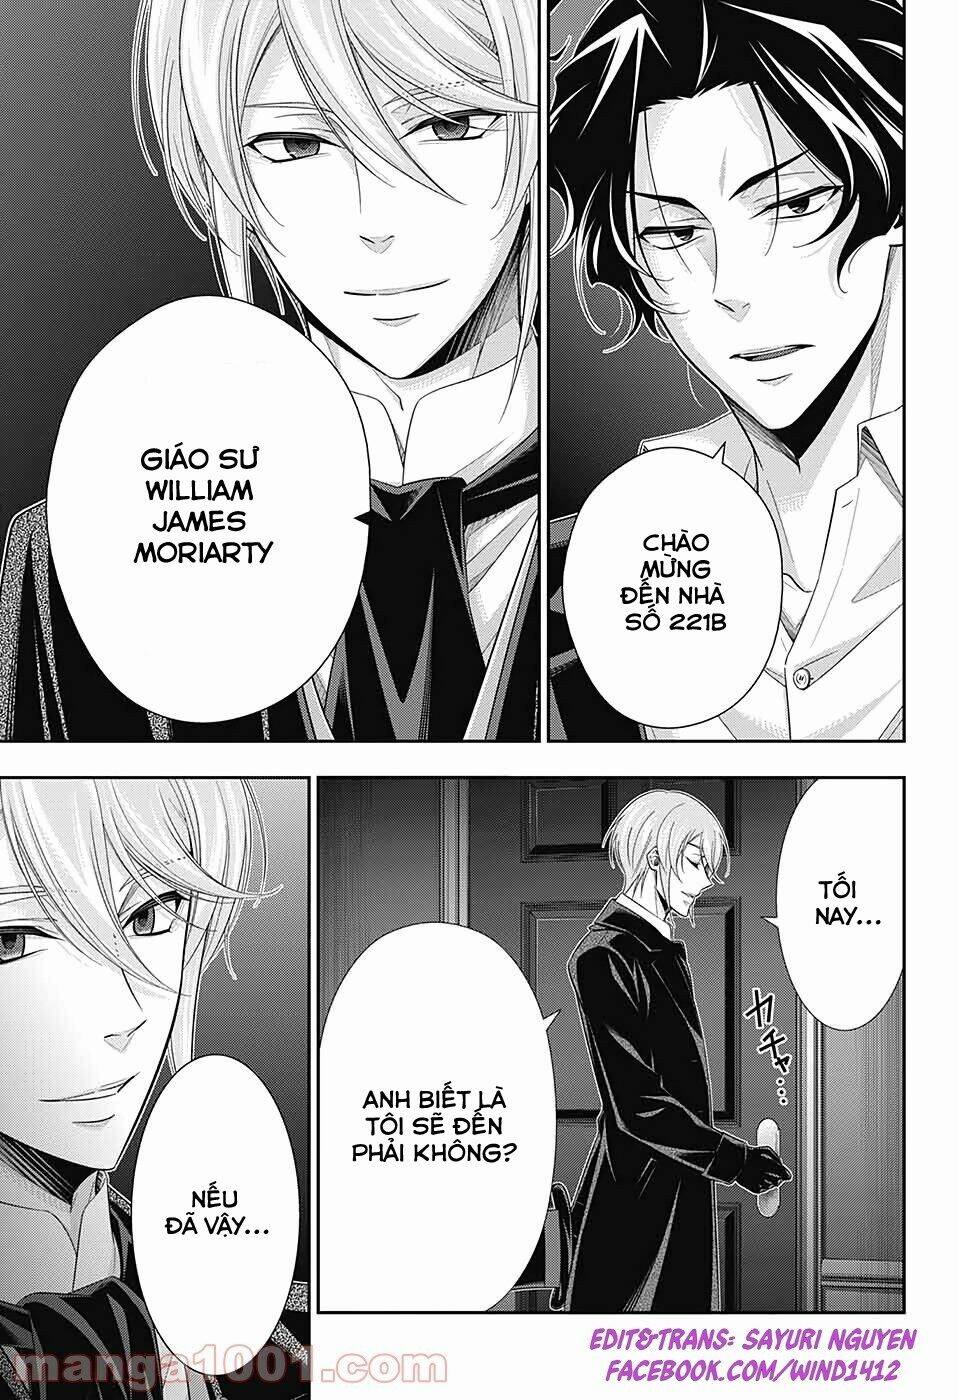 CHÀO
MỪNG
ĐẾN NHÀ
SỐ 221B
GIÁO SƯ
WILLIAM
JAMES
MORIARTY
TỐI
NAY...
カチャ...
ANH BIẾT LÀ
TÔI SẼ ĐẾN
PHẢI KHÔNG?
NẾU
ĐÃ VẬY...
EDIT&TRANS: SAYURI NGUYEN
FACEBOOK.COM/WIND1412
manga1001.com